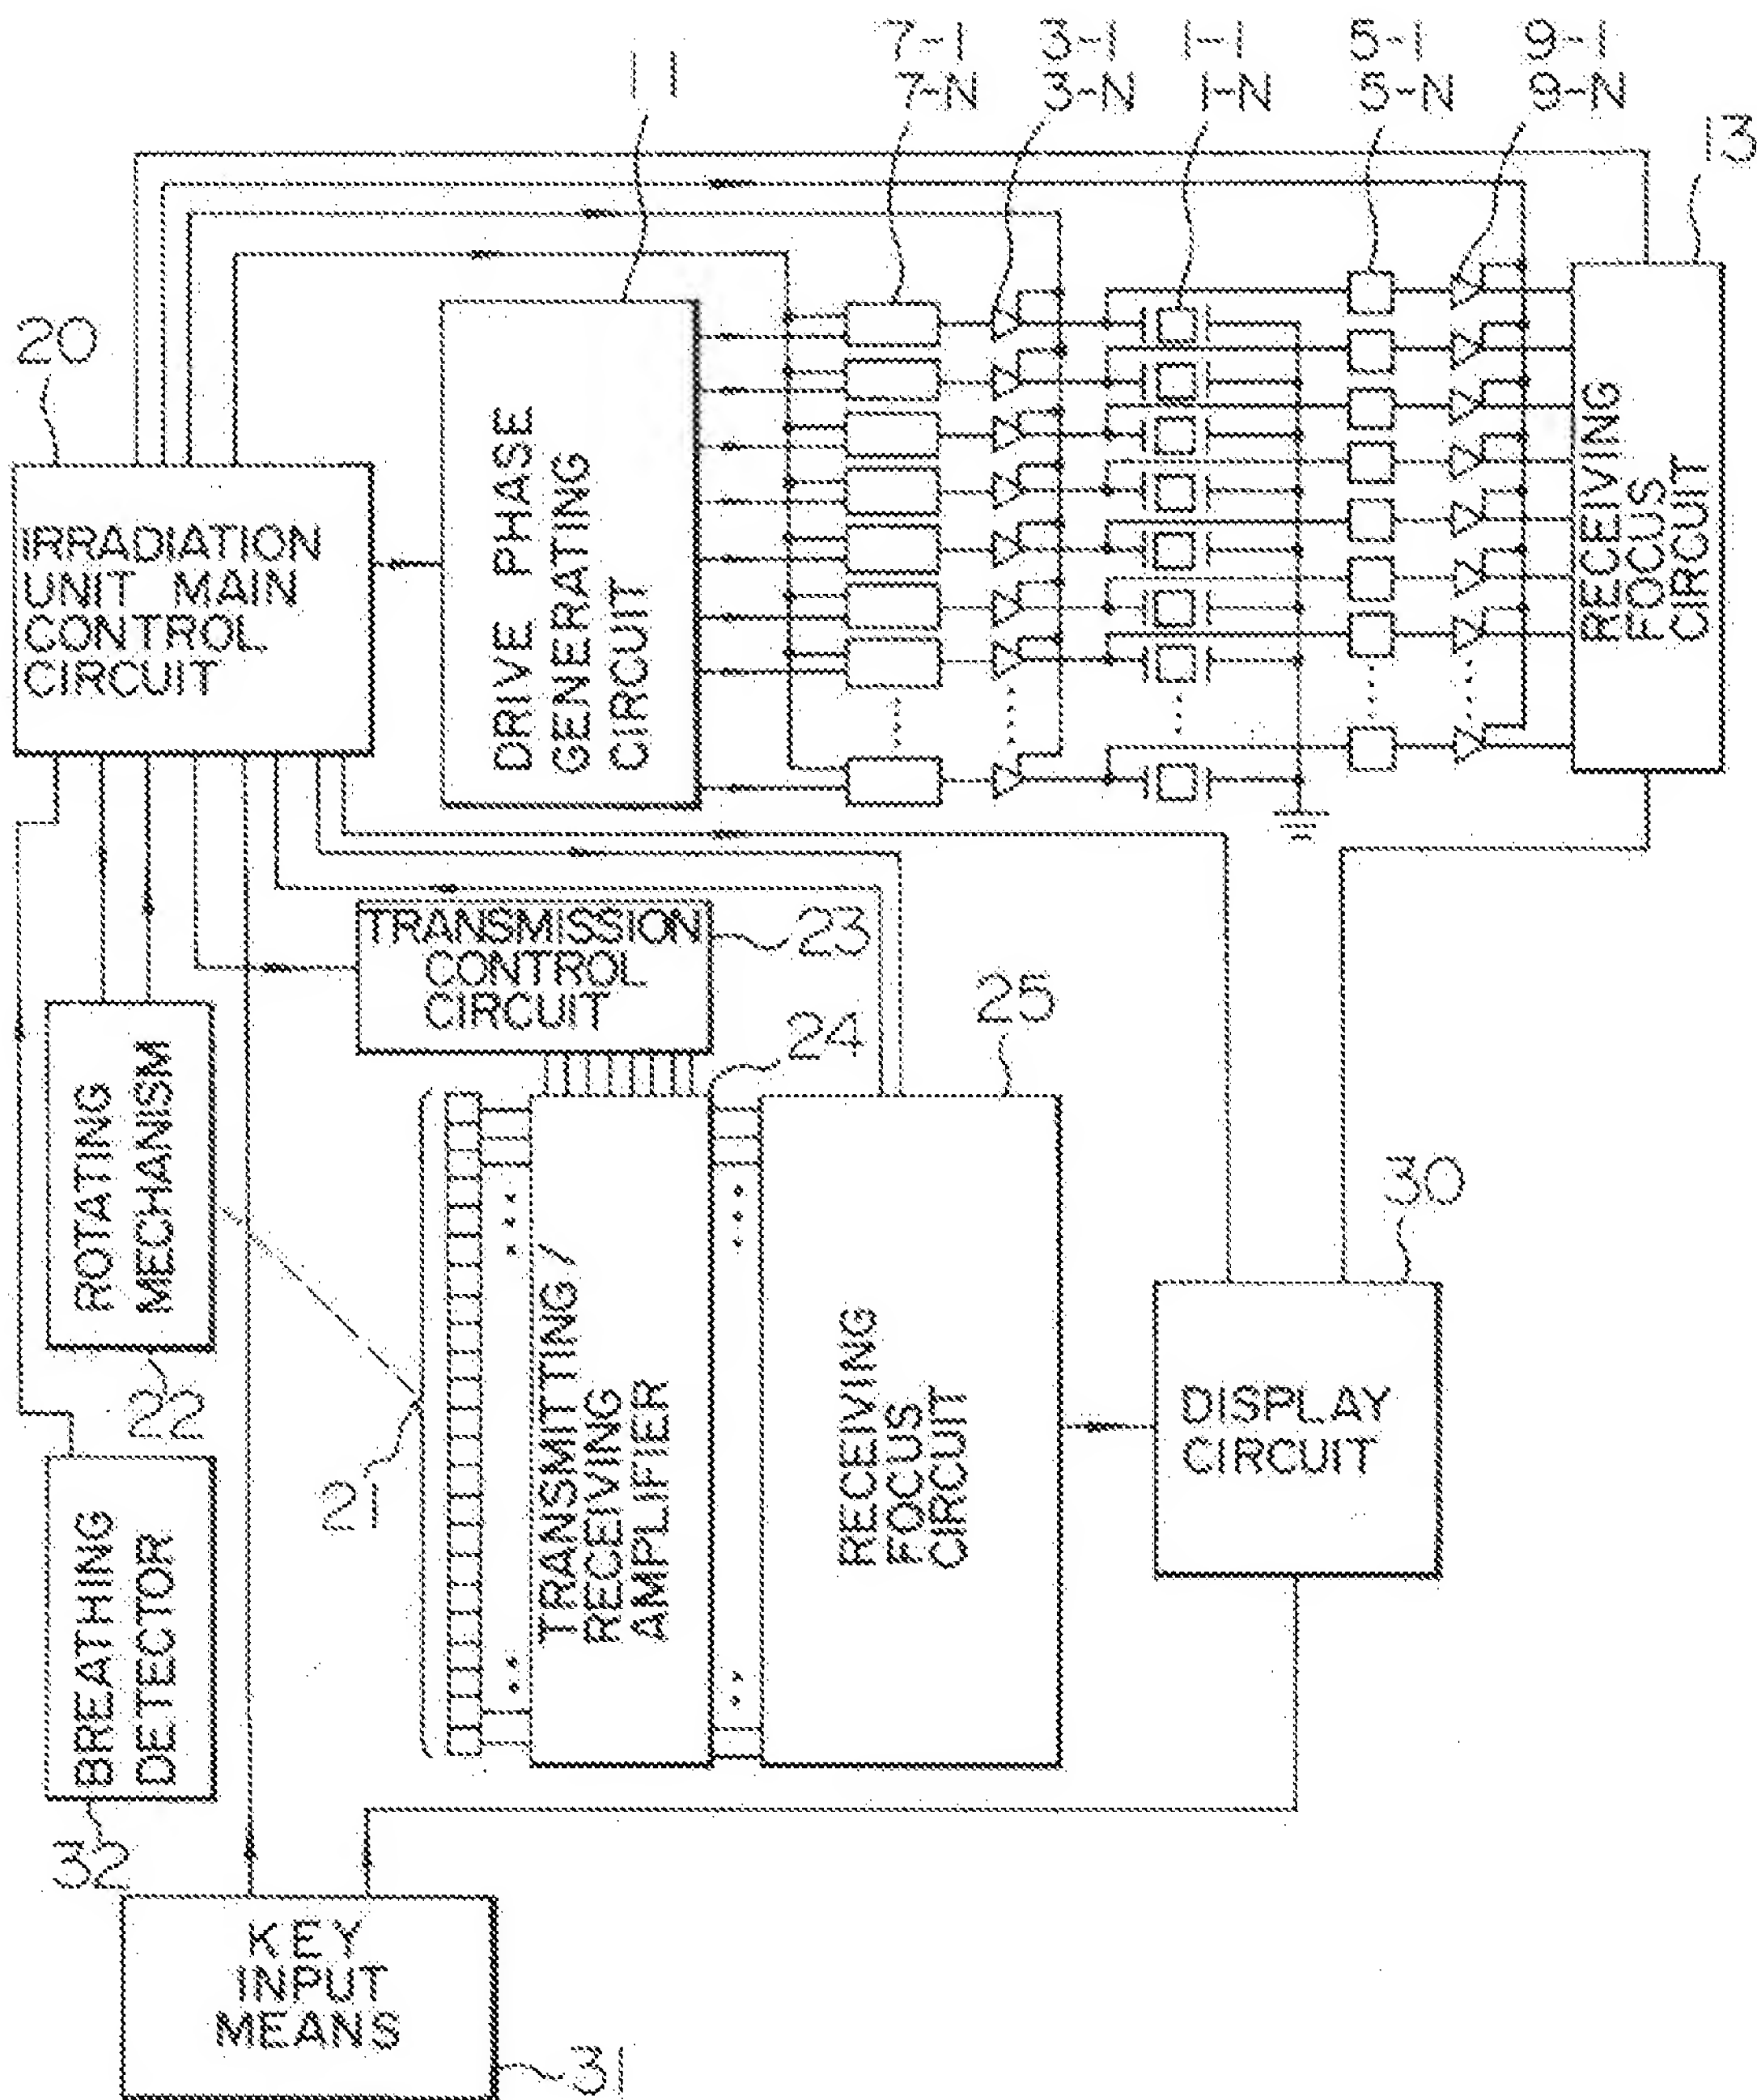 7-1
7-N
3-1
3-N
1-1
1-N
5-1
5-N
9-1
9-N
11
13
20
IRRADIATION
UNIT MAIN
CONTROL
CIRCUIT
DRIVE PHASE
GENERATING
CIRCUIT
RECEIVING
FOCUS
CIRCUIT
TRANSMISSION
CONTROL
CIRCUIT
23
24
25
30
ROTATING
MECHANISM
22
21
TRANSMITTING /
RECEIVING
AMPLIFIER
RECEIVING
FOCUS
CIRCUIT
DISPLAY
CIRCUIT
BREATHING
DETECTOR
32
KEY
INPUT
MEANS
31